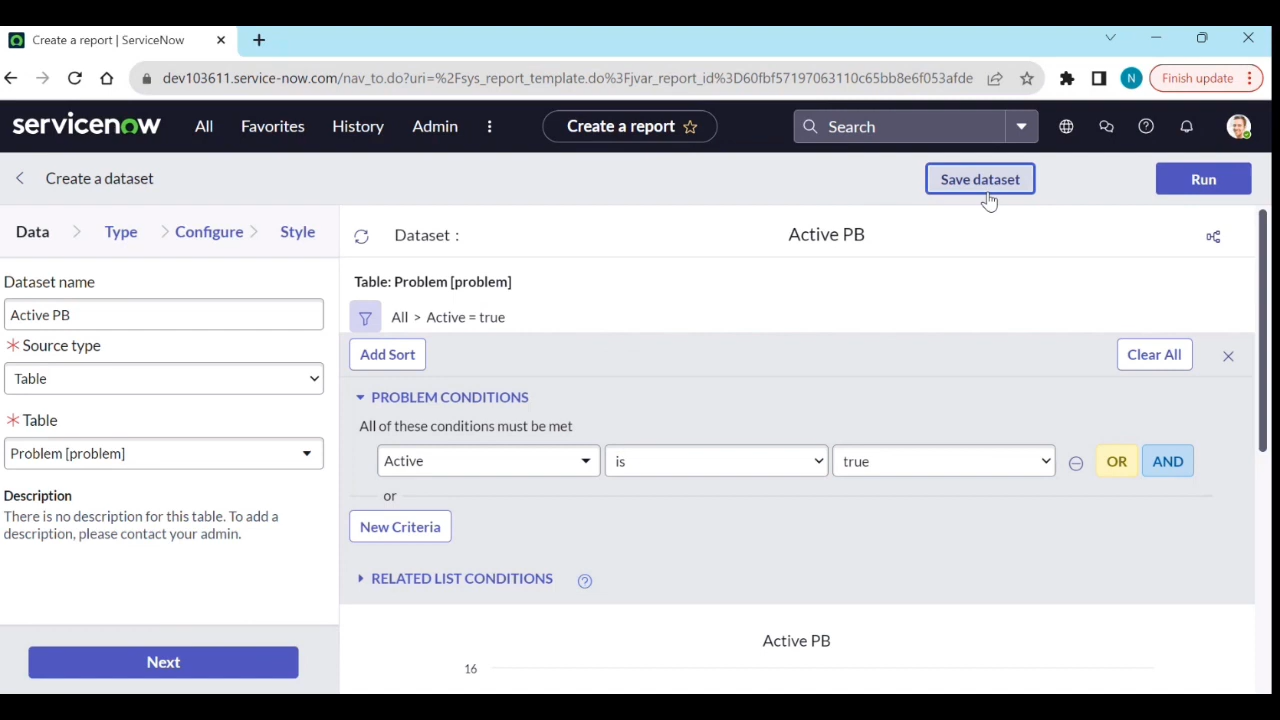 Create a report | ServiceNow
dev103611.service-now.com/nav_to.do?uri=%2Fsys_report_template.do%3Fjvar_report_id%3D60fbf57197063110c65bb8e6f053afde
N
Finish update
servicenow
All
Favorites
History
Admin
Create a report
Search
Create a dataset
Save dataset
Run
Data
Type
Configure
Style
Dataset :
Active PB
Dataset name
Active PB
Source type
Table
Table
Problem [problem]
Description
There is no description for this table. To add a
description, please contact your admin.
Next
Table: Problem [problem]
All > Active = true
Add Sort
Clear All
PROBLEM CONDITIONS
All of these conditions must be met
Active
is
true
OR
AND
or
New Criteria
RELATED LIST CONDITIONS
Active PB
16